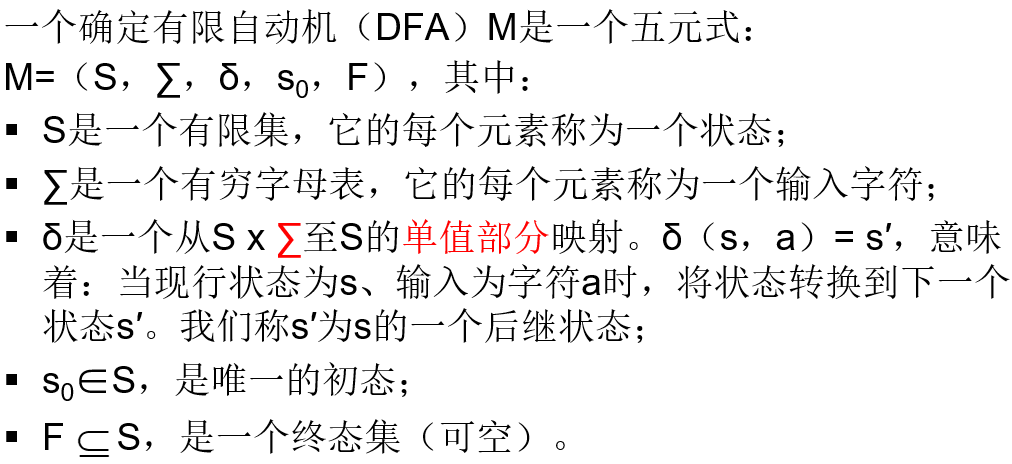 一个确定有限自动机（DFA）M是一个五元式：
M=（S，∑，δ，s₀，F），其中：
▪ S是一个有限集，它的每个元素称为一个状态；
▪ ∑是一个有穷字母表，它的每个元素称为一个输入字符；
▪ δ是一个从S x ∑至S的单值部分映射。δ（s，a）= s′，意味
着：当现行状态为s、输入为字符a时，将状态转换到下一个
状态s′。我们称s′为s的一个后继状态；
▪ s₀∈S，是唯一的初态；
▪ F ⊆ S，是一个终态集（可空）。